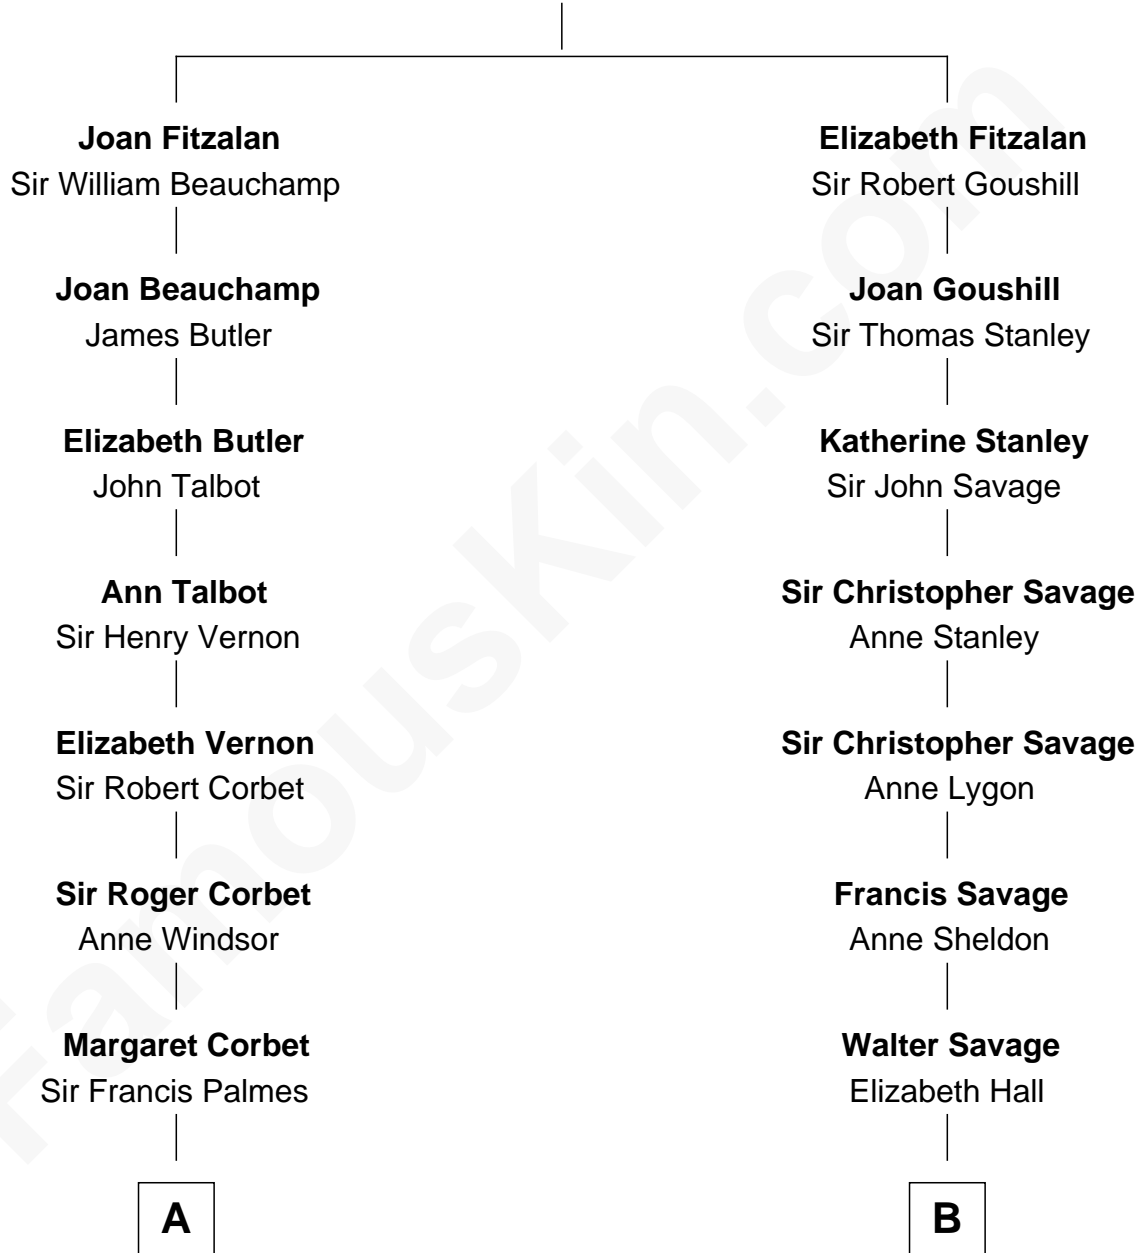 Joan Fitzalan
Sir William Beauchamp
Joan Beauchamp
James Butler
Elizabeth Butler
John Talbot
Ann Talbot
Sir Henry Vernon
Elizabeth Vernon
Sir Robert Corbet
Sir Roger Corbet
Anne Windsor
Margaret Corbet
Sir Francis Palmes
A
Elizabeth Fitzalan
Sir Robert Goushill
Joan Goushill
Sir Thomas Stanley
Katherine Stanley
Sir John Savage
Sir Christopher Savage
Anne Stanley
Sir Christopher Savage
Anne Lygon
Francis Savage
Anne Sheldon
Walter Savage
Elizabeth Hall
B
FamousKin.com